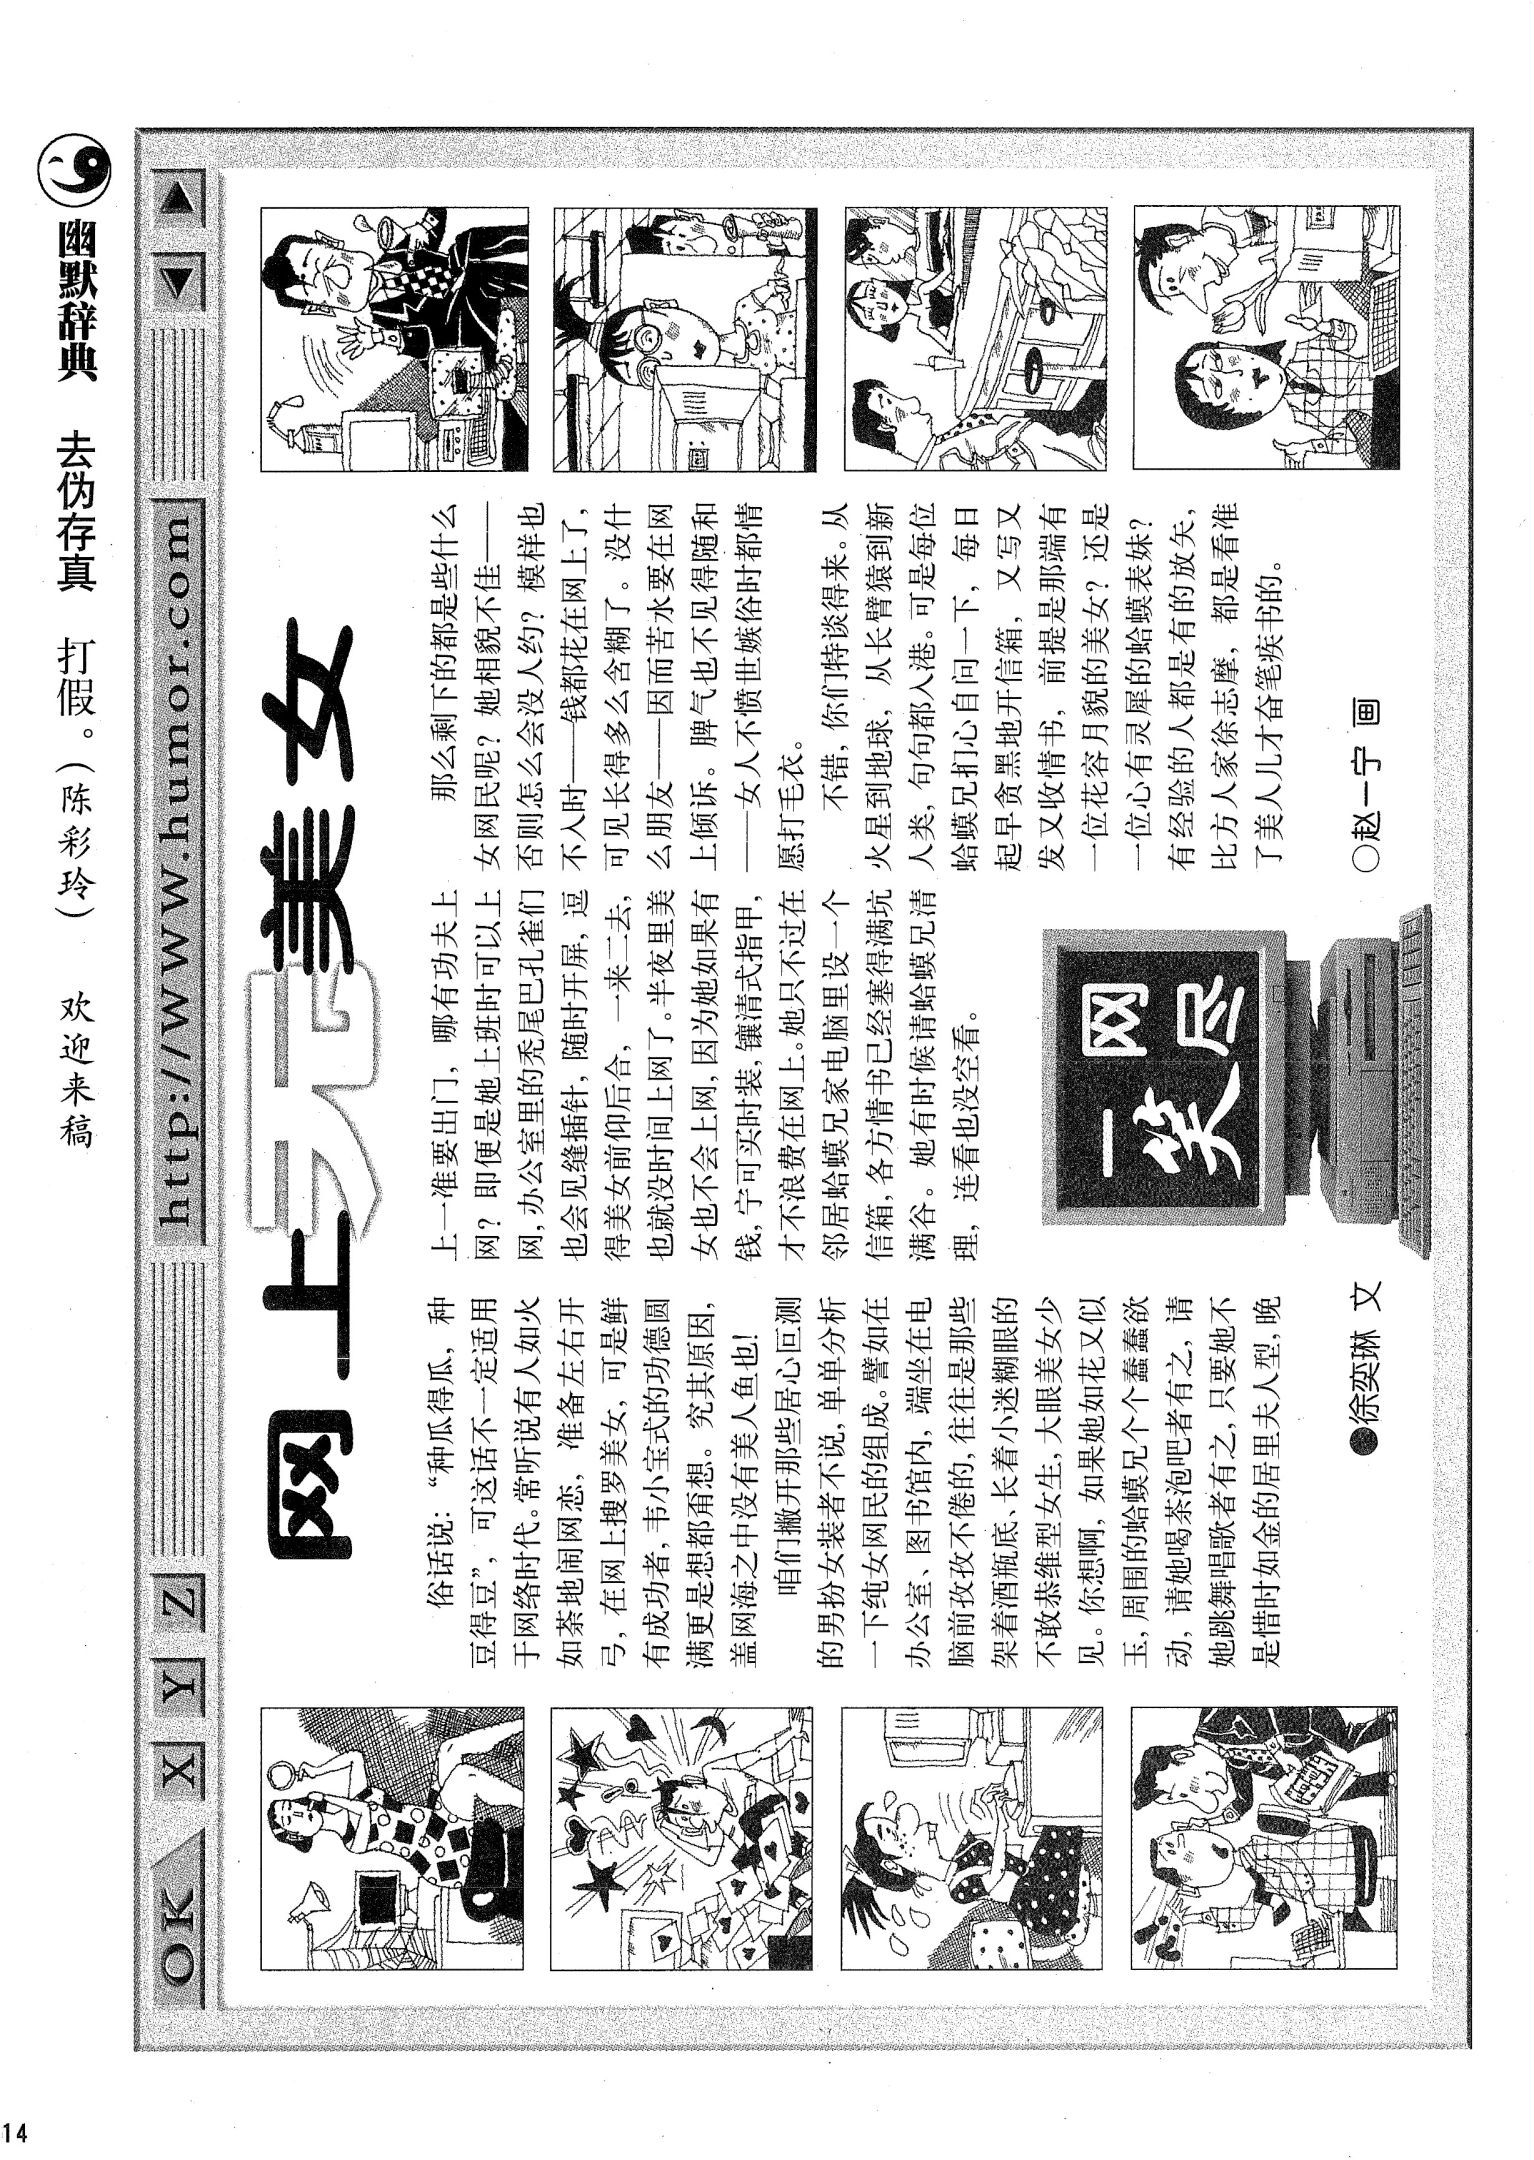 OK X Y Z http://www.humor.com
网上无美女
俗话说：“种瓜得瓜，种
豆得豆”，可这话不一定适用
于网络时代。常听说有人如火
如荼地闹网恋，准备左右开
弓，在网上搜罗美女，可是鲜
有成功者，韦小宝式的功德圆
满更是想都甭想。究其原因，
盖网海之中没有美人鱼也！
咱们撇开那些居心叵测
的男扮女装者不说，单单分析
一下纯女网民的组成。譬如在
办公室、图书馆内，端坐在电
脑前孜孜不倦的，往往是那些
架着酒瓶底、长着小迷糊眼的
不敢恭维型女生，大眼美女少
见。你想啊，如果她如花又似
玉，周围的蛤蟆兄个个蠢蠢欲
动，请她喝茶泡吧者有之，请
她跳舞唱歌者有之，只要她不
是惜时如金的居里夫人型，晚
上一准要出门，哪有功夫上
网？即便是她上班时可以上
网，办公室里的秃尾巴孔雀们
也会见缝插针，随时开屏，逗
得美女前仰后合，一来二去，
也就没时间上网了。半夜里美
女也不会上网，因为她如果有
钱，宁可买时装，镶清式指甲，
才不浪费在网上。她只不过在
邻居蛤蟆兄家电脑里设一个
信箱，各方情书已经塞得满坑
满谷。她有时候请蛤蟆兄清
理，连看也没空看。
那么剩下的都是些什么
女网民呢？她相貌不佳——
否则怎么会没人约？模样也
不入时——钱都花在网上了，
可见长得多么含糊了。没什
么朋友——因而苦水要在网
上倾诉。脾气也不见得随和
——女人不愤世嫉俗时都情
愿打毛衣。
不错，你们特谈得来。从
火星到地球，从长臂猿到新
人类，句句都入港。可是每位
蛤蟆兄扪心自问一下，每日
起早贪黑地开信箱，又写又
发又收情书，前提是那端有
一位花容月貌的美女？还是
一位心有灵犀的蛤蟆表妹？
有经验的人都是有的放矢，
比方人家徐志摩，都是看准
了美人儿才奋笔疾书的。
一网
笑尽
●徐奕琳 文
○赵一宁 画
幽默辞典 去伪存真 打假。（陈彩玲） 欢迎来稿
14